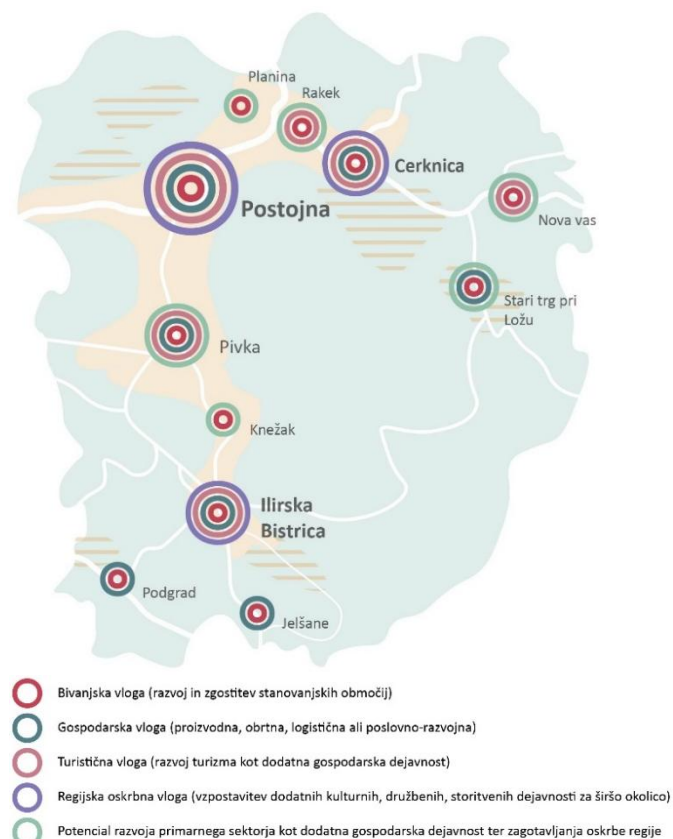 Planina
Rakek
Cerknica
Postojna
Nova vas
Stari trg pri
Ložu
Pivka
Knežak
Ilirska
Bistrica
Podgrad
Jelšane
Bivanjska vloga (razvoj in zgostitev stanovanjskih območij)
Gospodarska vloga (proizvodna, obrtna, logistična ali poslovno-razvojna)
Turistična vloga (razvoj turizma kot dodatna gospodarska dejavnost)
Regijska oskrbna vloga (vzpostavitev dodatnih kulturnih, družbenih, storitvenih dejavnosti za širšo okolico)
Potencial razvoja primarnega sektorja kot dodatna gospodarska dejavnost ter zagotavljanja oskrbe regije